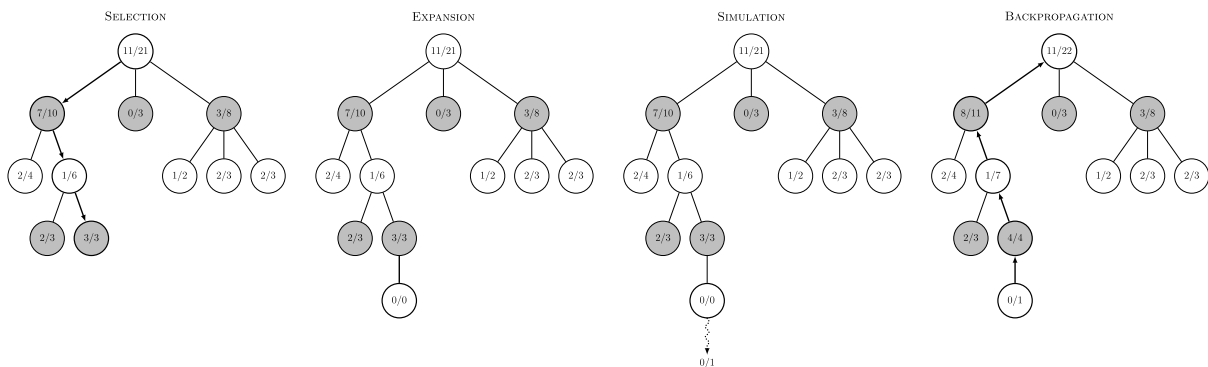 SELECTION EXPANSION SIMULATION BACKPROPAGATION
11/21 11/21 11/21 11/22
7/10 0/3 3/8 7/10 0/3 3/8 7/10 0/3 3/8 8/11 0/3 3/8
2/4 1/6 1/2 2/3 2/3 2/4 1/6 1/2 2/3 2/3 2/4 1/6 1/2 2/3 2/3 2/4 1/7 1/2 2/3 2/3
2/3 3/3 2/3 3/3 2/3 3/3 2/3 4/4
0/0 0/0 0/1
0/1